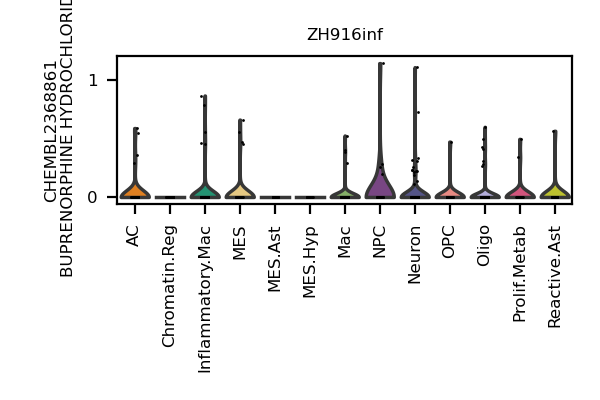 ZH916inf
CHEMBL2368861
BUPRENORPHINE HYDROCHLORID
1
0
AC
Chromatin.Reg
Inflammatory.Mac
MES
MES.Ast
MES.Hyp
Mac
NPC
Neuron
OPC
Oligo
Prolif.Metab
Reactive.Ast